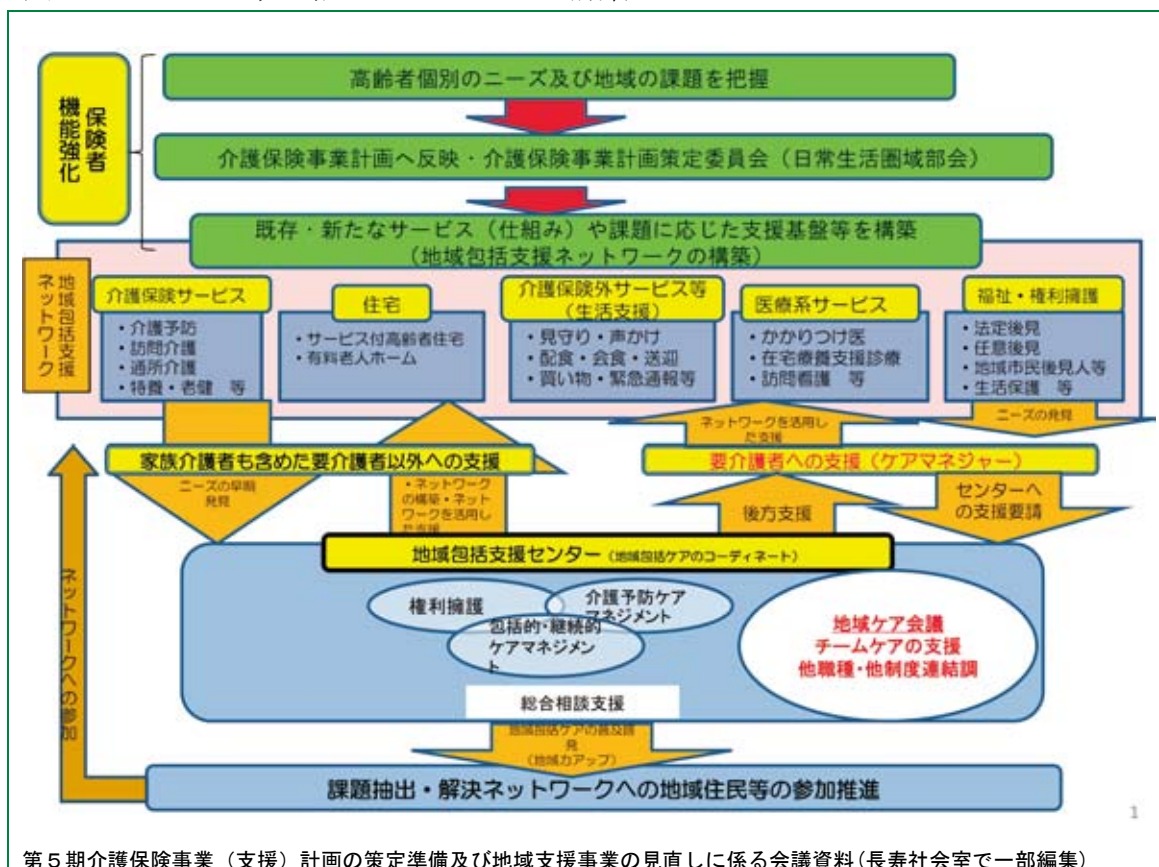 保険者
機能強化
高齢者個別のニーズ及び地域の課題を把握
介護保険事業計画へ反映・介護保険事業計画策定委員会（日常生活圏域部会）
既存・新たなサービス（仕組み）や課題に応じた支援基盤等を構築
（地域包括支援ネットワークの構築）
地域包括支援
ネットワーク
介護保険サービス
・介護予防
・訪問介護
・通所介護
・特養・老健　等
住宅
・サービス付高齢者住宅
・有料老人ホーム
介護保険外サービス等
（生活支援）
・見守り・声かけ
・配食・会食・送迎
・買い物・緊急通報等
医療系サービス
・かかりつけ医
・在宅療養支援診療
・訪問看護　等
福祉・権利擁護
・法定後見
・任意後見
・地域市民後見人等
・生活保護　等
ネットワークを活用し
た支援
ニーズの発見
家族介護者も含めた要介護者以外への支援
要介護者への支援（ケアマネジャー）
ニーズの早期
発見
・ネットワーク
の構築・ネット
ワークを活用し
た支援
後方支援
センターへ
の支援要請
地域包括支援センター（地域包括ケアのコーディネート）
権利擁護
介護予防ケア
マネジメント
包括的・継続的
ケアマネジメン
ト
地域ケア会議
チームケアの支援
他職種・他制度連結調
総合相談支援
地域包括ケアの普及啓
発
（地域力アップ）
ネットワークへの参加
課題抽出・解決ネットワークへの地域住民等の参加推進
1
第５期介護保険事業（支援）計画の策定準備及び地域支援事業の見直しに係る会議資料(長寿社会室で一部編集)